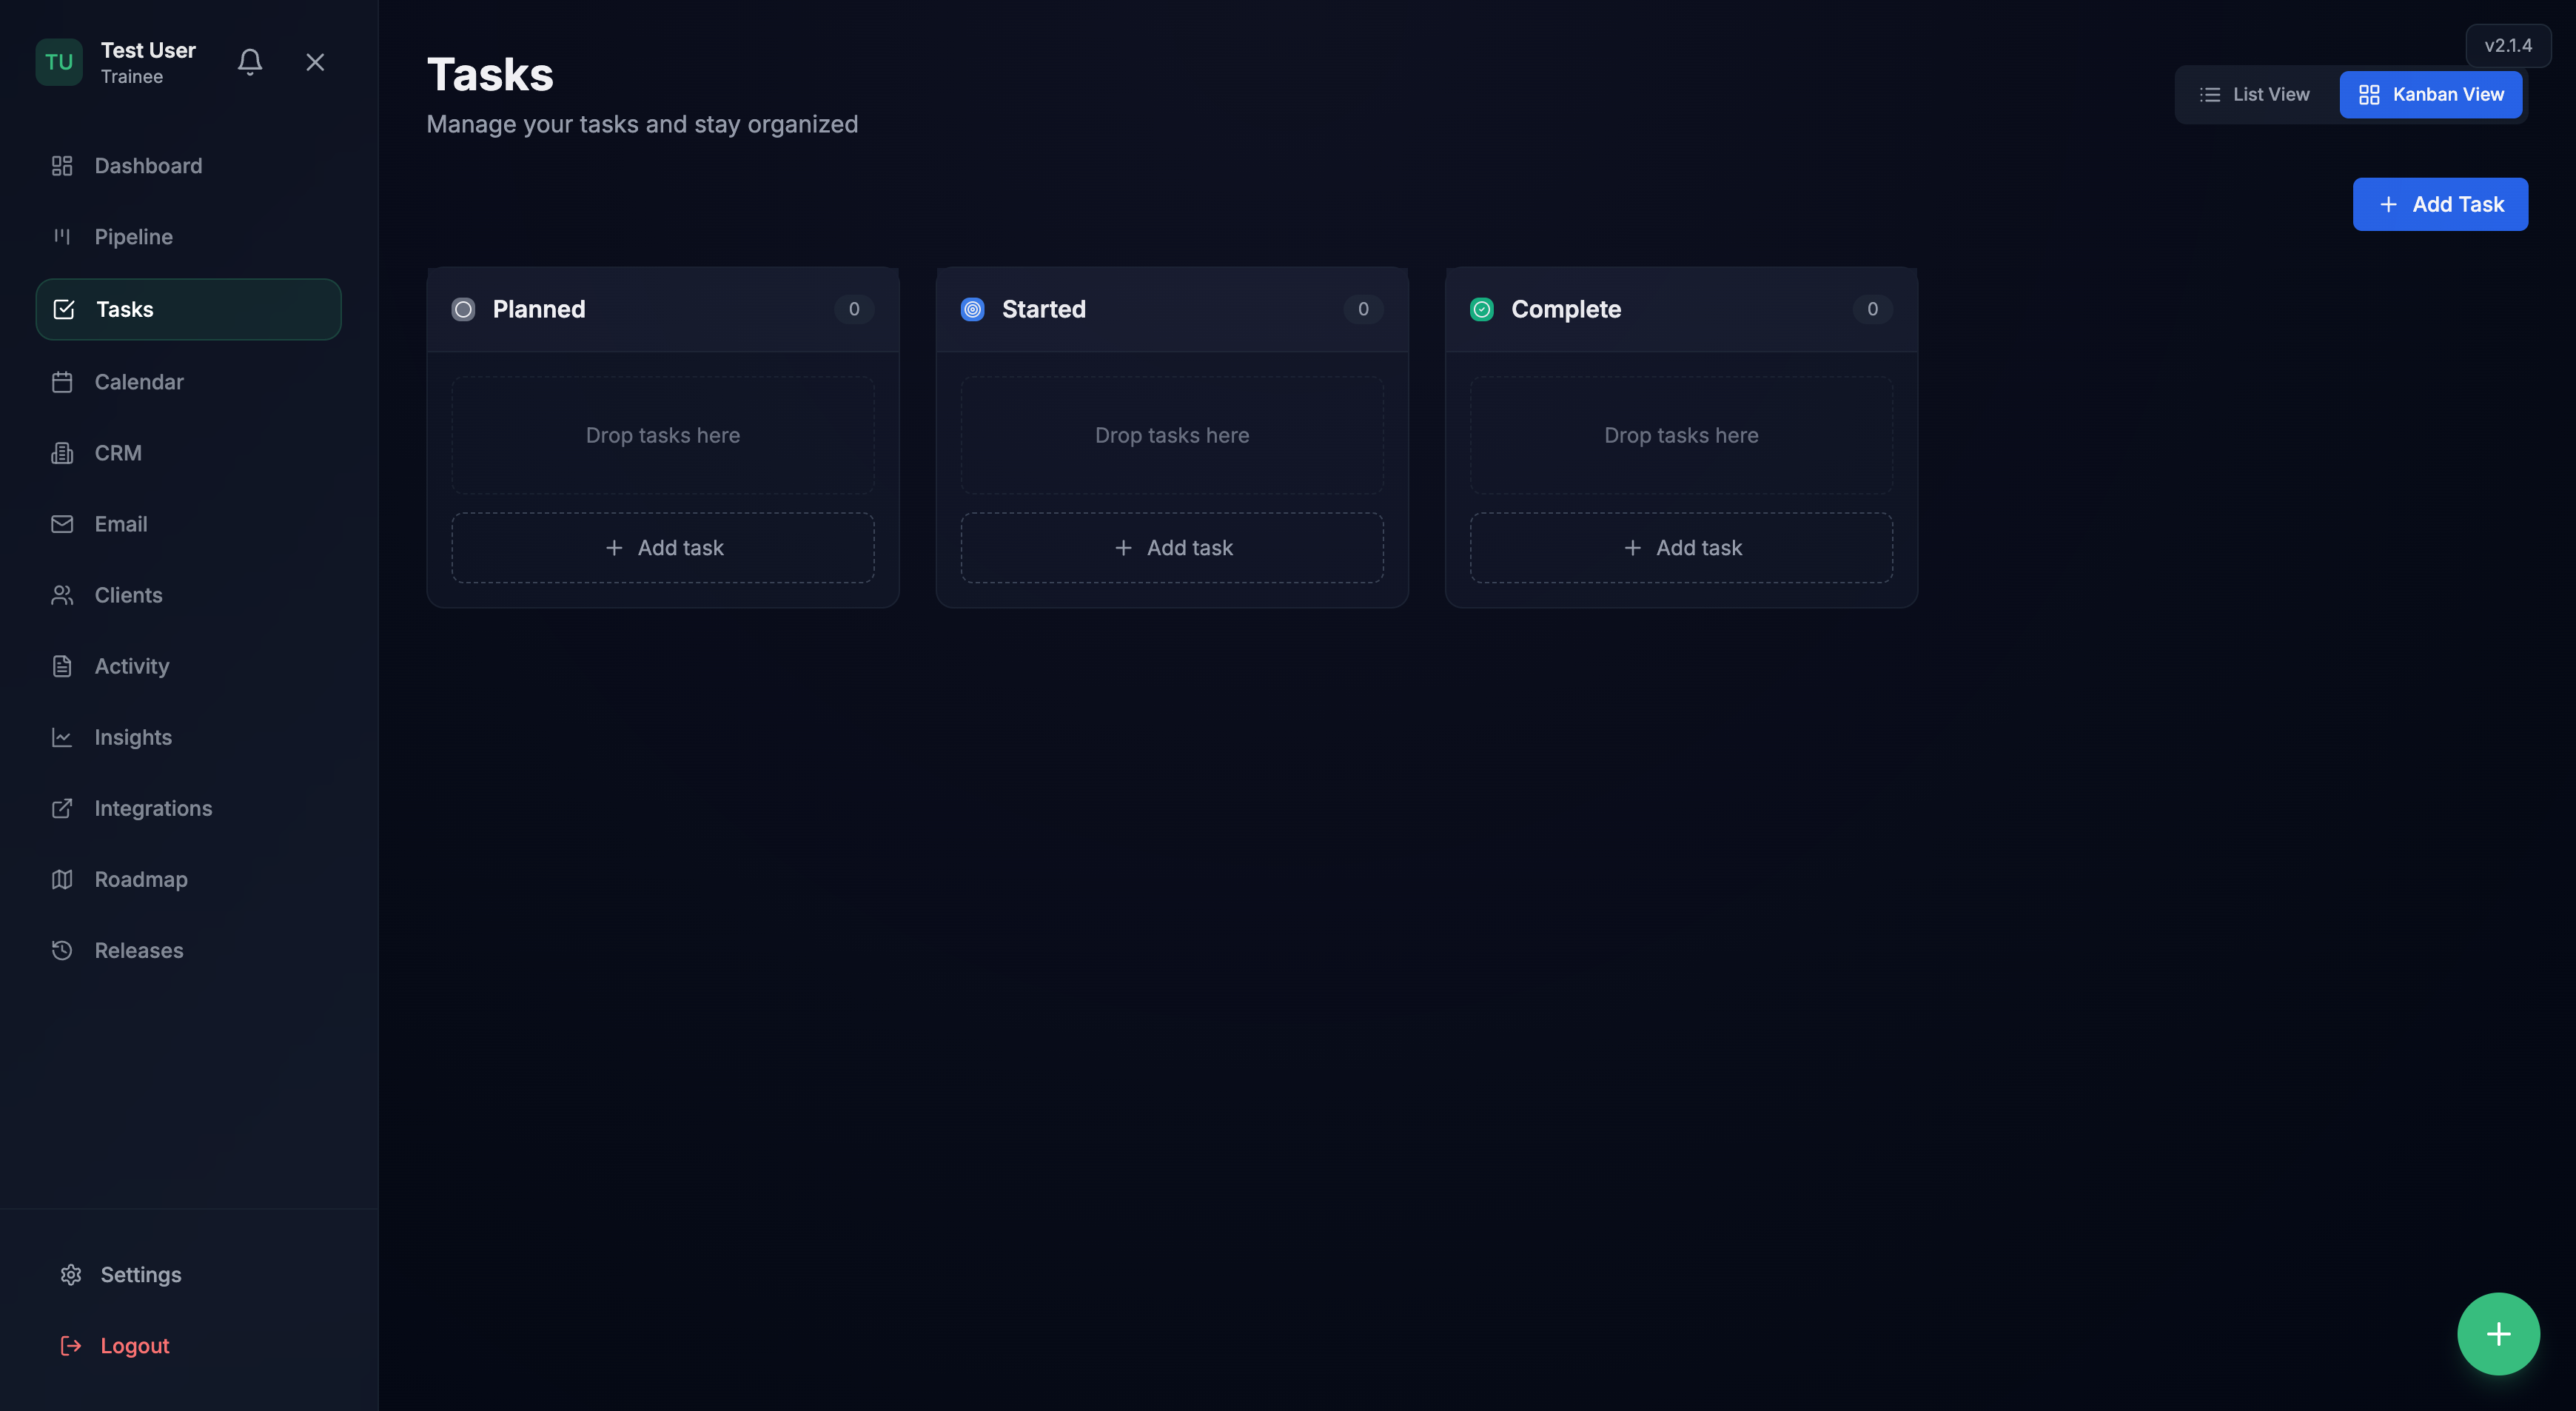 TU
Test User
Trainee
Dashboard
Pipeline
Tasks
Calendar
CRM
Email
Clients
Activity
Insights
Integrations
Roadmap
Releases
Settings
Logout
Tasks
Manage your tasks and stay organized
v2.1.4
List View
Kanban View
Add Task
Planned
0
Drop tasks here
Add task
Started
0
Drop tasks here
Add task
Complete
0
Drop tasks here
Add task